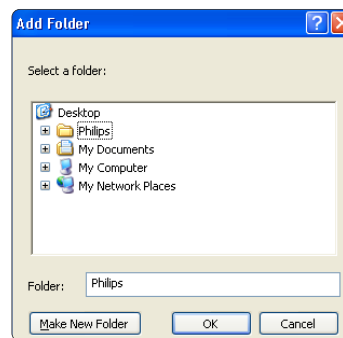 Add Folder
Select a folder:
Desktop
Philips
My Documents
My Computer
My Network Places
Folder: Philips
Make New Folder OK Cancel